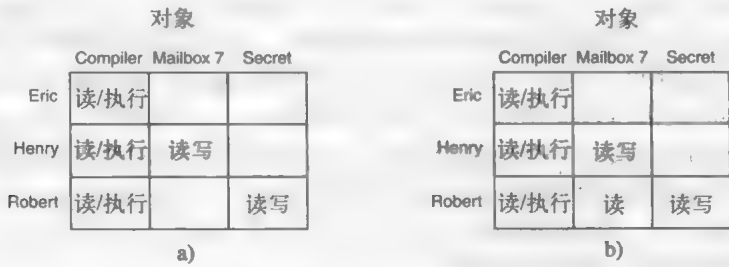 对象
Compiler Mailbox 7 Secret
Eric 读/执行
Henry 读/执行 读写
Robert 读/执行 读写
a)
对象
Compiler Mailbox 7 Secret
Eric 读/执行
Henry 读/执行 读写
Robert 读/执行 读 读写
b)